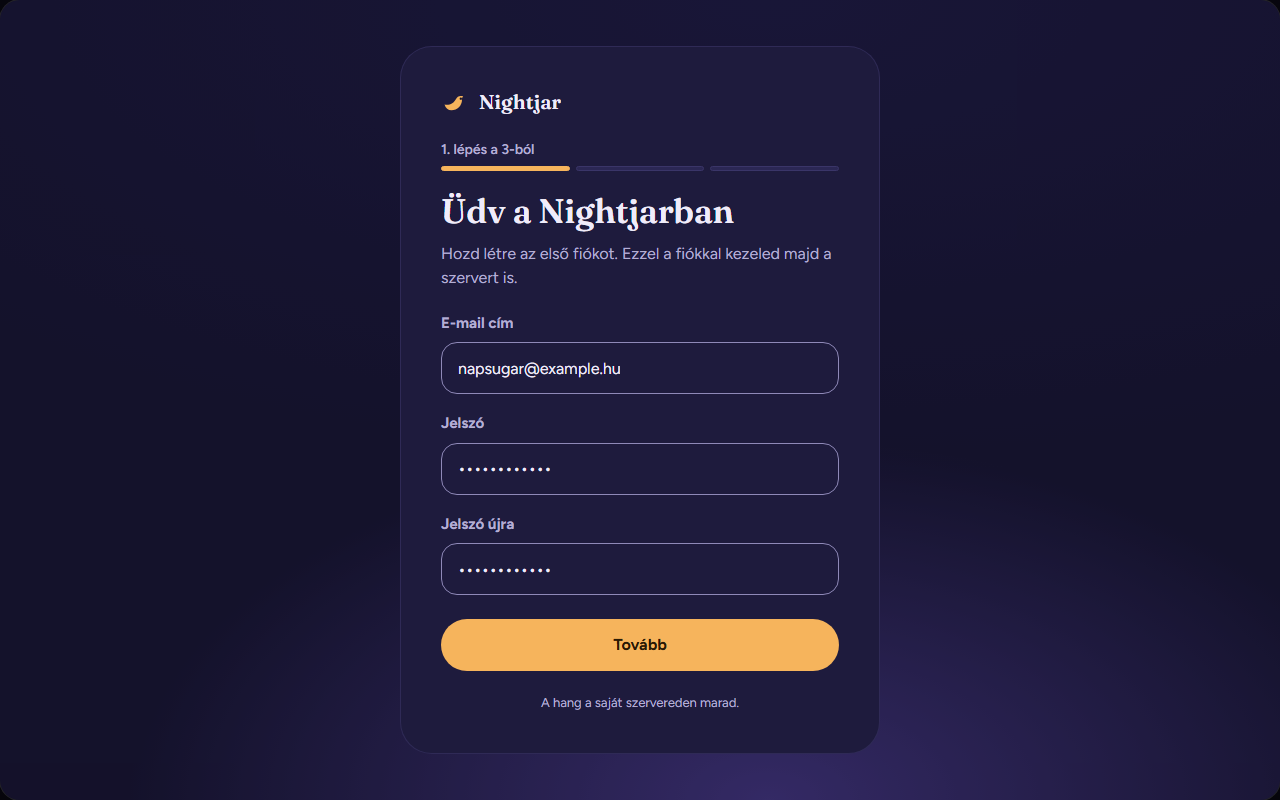 Nightjar
1. lépés a 3-ból
Üdv a Nightjarban
Hozd létre az első fiókot. Ezzel a fiókkal kezeled majd a
szervert is.
E-mail cím
napsugar@example.hu
Jelszó
••••••••••••
Jelszó újra
••••••••••••
Tovább
A hang a saját szervereden marad.